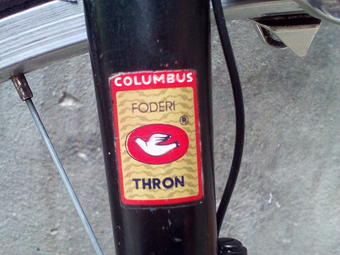 COLUMBUS
FODERI
®
THRON